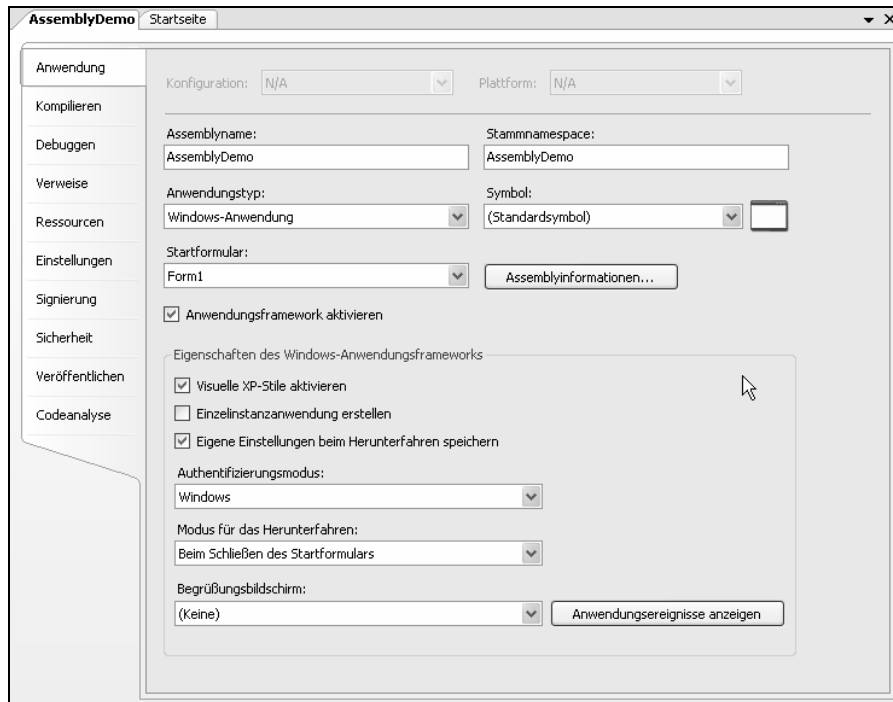 AssemblyDemo Startseite
Anwendung
Kompilieren
Debuggen
Verweise
Ressourcen
Einstellungen
Signierung
Sicherheit
Veröffentlichen
Codeanalyse
Konfiguration: N/A Plattform: N/A
Assemblyname: Stammnamespace:
AssemblyDemo AssemblyDemo
Anwendungstyp: Symbol:
Windows-Anwendung (Standardsymbol)
Startformular:
Form1 Assemblyinformationen...
Anwendungsframework aktivieren
Eigenschaften des Windows-Anwendungsframeworks
Visuelle XP-Stile aktivieren
Einzelinstanzanwendung erstellen
Eigene Einstellungen beim Herunterfahren speichern
Authentifizierungsmodus:
Windows
Modus für das Herunterfahren:
Beim Schließen des Startformulars
Begrüßungsbildschirm:
(Keine) Anwendungsereignisse anzeigen